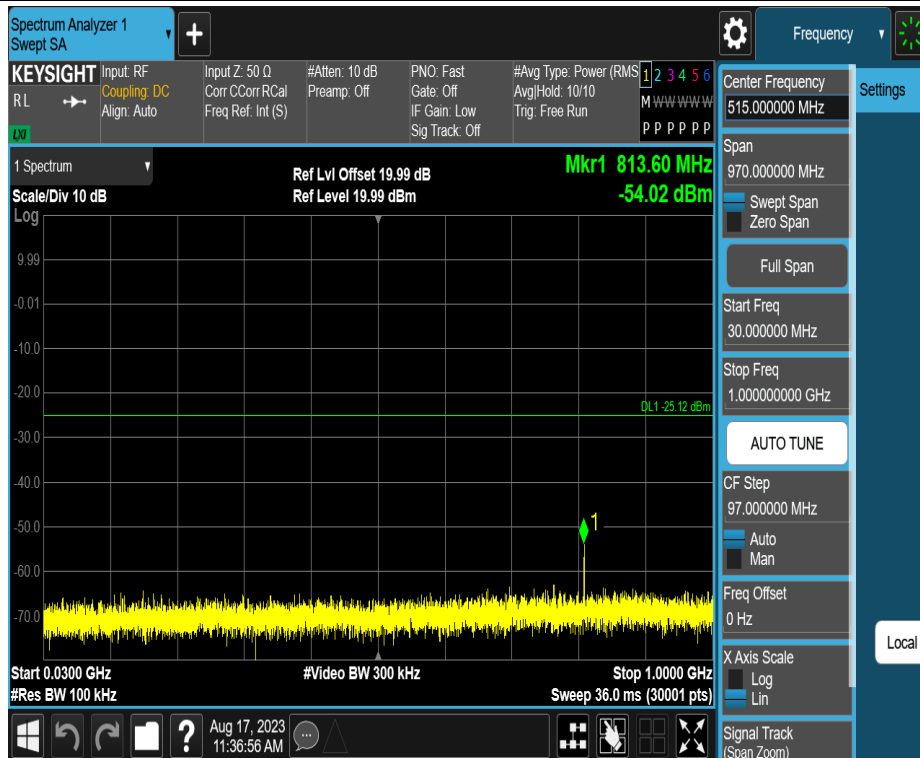 Spectrum Analyzer 1
Swept SA
+
Frequency
KEYSIGHT
RL
LXI
Input: RF
Coupling: DC
Align: Auto
Input Z: 50 Ω
Corr CCorr RCal
Freq Ref: Int (S)
#Atten: 10 dB
Preamp: Off
PNO: Fast
Gate: Off
IF Gain: Low
Sig Track: Off
#Avg Type: Power (RMS
Avg|Hold: 10/10
Trig: Free Run
1 2 3 4 5 6
M W W W W W
P P P P P P
1 Spectrum
Scale/Div 10 dB
Log
Ref Lvl Offset 19.99 dB
Ref Level 19.99 dBm
Mkr1 813.60 MHz
-54.02 dBm
9.99
-0.01
-10.0
-20.0
DL1 -25.12 dBm
-30.0
-40.0
-50.0
1
-60.0
-70.0
Start 0.0300 GHz
#Res BW 100 kHz
#Video BW 300 kHz
Stop 1.0000 GHz
Sweep 36.0 ms (30001 pts)
Center Frequency
515.000000 MHz
Span
970.000000 MHz
Swept Span
Zero Span
Full Span
Start Freq
30.000000 MHz
Stop Freq
1.000000000 GHz
AUTO TUNE
CF Step
97.000000 MHz
Auto
Man
Freq Offset
0 Hz
X Axis Scale
Log
Lin
Signal Track
(Span Zoom)
Settings
Local
?
Aug 17, 2023
11:36:56 AM